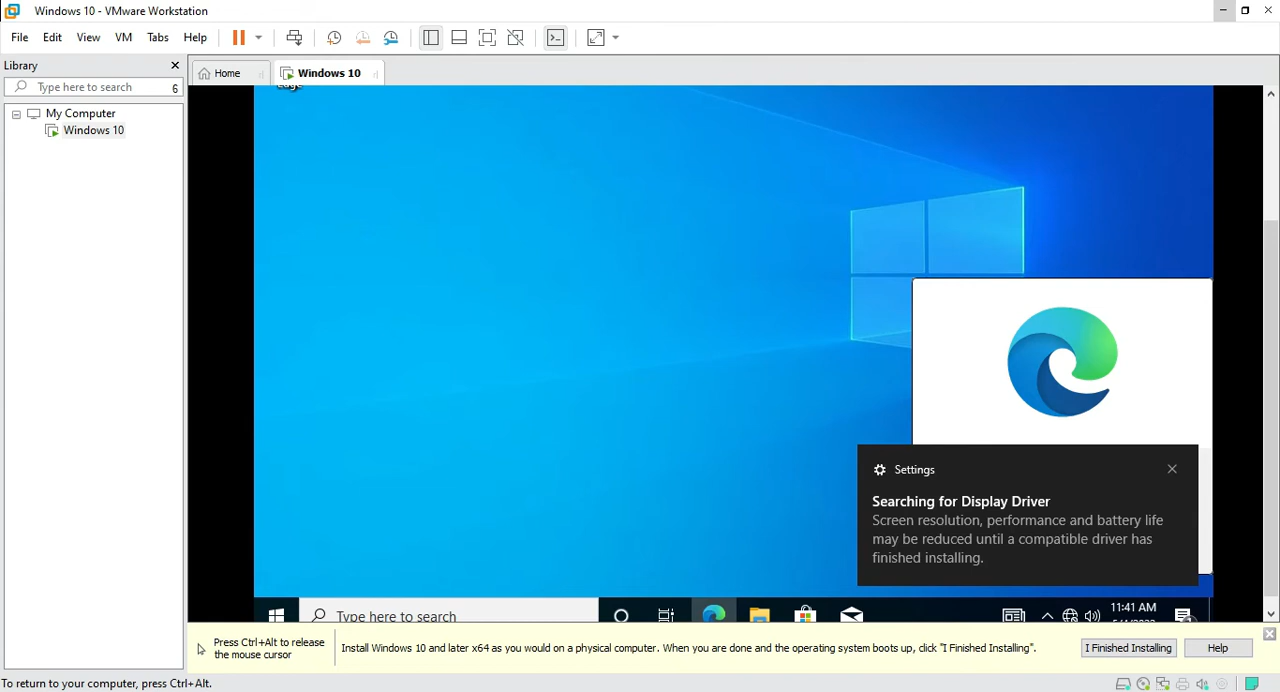 Windows 10 - VMware Workstation
File Edit View VM Tabs Help
Library
Type here to search
My Computer
Windows 10
Home
Windows 10
Edge
Settings
Searching for Display Driver
Screen resolution, performance and battery life
may be reduced until a compatible driver has
finished installing.
Type here to search
11:41 AM
Press Ctrl+Alt to release
the mouse cursor
Install Windows 10 and later x64 as you would on a physical computer. When you are done and the operating system boots up, click "I Finished Installing".
I Finished Installing
Help
To return to your computer, press Ctrl+Alt.